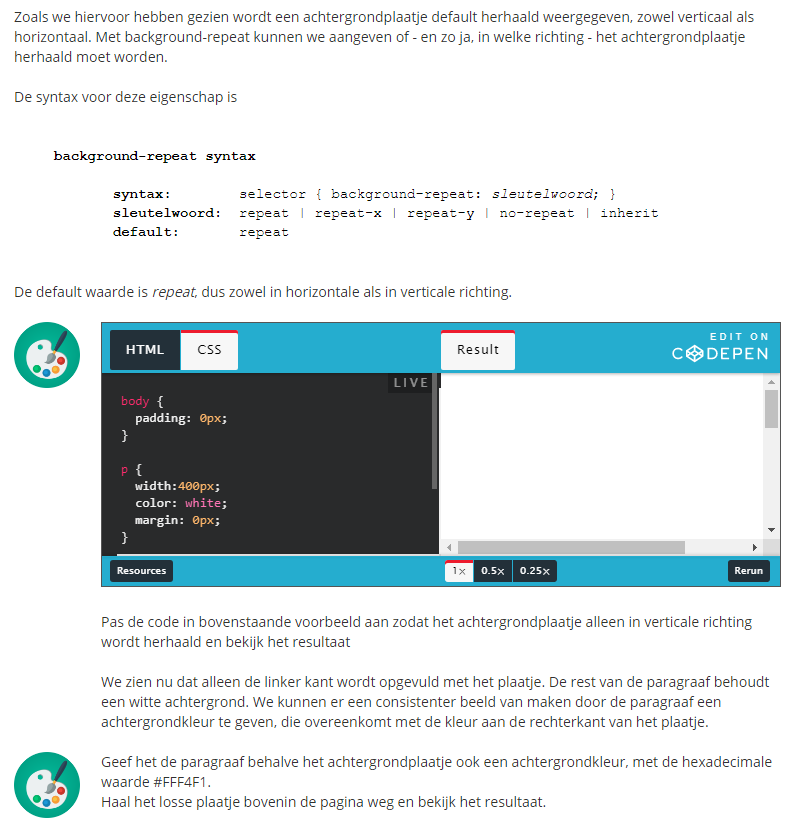 Zoals we hiervoor hebben gezien wordt een achtergrondplaatje default herhaald weergegeven, zowel verticaal als
horizontaal. Met background-repeat kunnen we aangeven of - en zo ja, in welke richting - het achtergrondplaatje
herhaald moet worden.
De syntax voor deze eigenschap is
background-repeat syntax
syntax: selector { background-repeat: sleutelwoord; }
sleutelwoord: repeat | repeat-x | repeat-y | no-repeat | inherit
default: repeat
De default waarde is repeat, dus zowel in horizontale als in verticale richting.
HTML CSS Result EDIT ON
CODEPEN
LIVE
body {
padding: 0px;
}
p {
width:400px;
color: white;
margin: 0px;
}
Resources 1x 0.5x 0.25x Rerun
Pas de code in bovenstaande voorbeeld aan zodat het achtergrondplaatje alleen in verticale richting
wordt herhaald en bekijk het resultaat
We zien nu dat alleen de linker kant wordt opgevuld met het plaatje. De rest van de paragraaf behoudt
een witte achtergrond. We kunnen er een consistenter beeld van maken door de paragraaf een
achtergrondkleur te geven, die overeenkomt met de kleur aan de rechterkant van het plaatje.
Geef het de paragraaf behalve het achtergrondplaatje ook een achtergrondkleur, met de hexadecimale
waarde #FFF4F1.
Haal het losse plaatje bovenin de pagina weg en bekijk het resultaat.